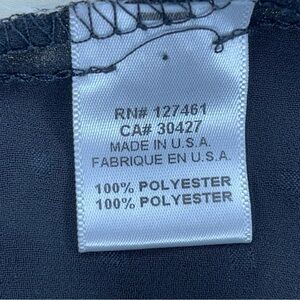 RN# 127461
CA# 30427
MADE IN U.S.A.
FABRIQUE EN U.S.A.
100% POLYESTER
100% POLYESTER